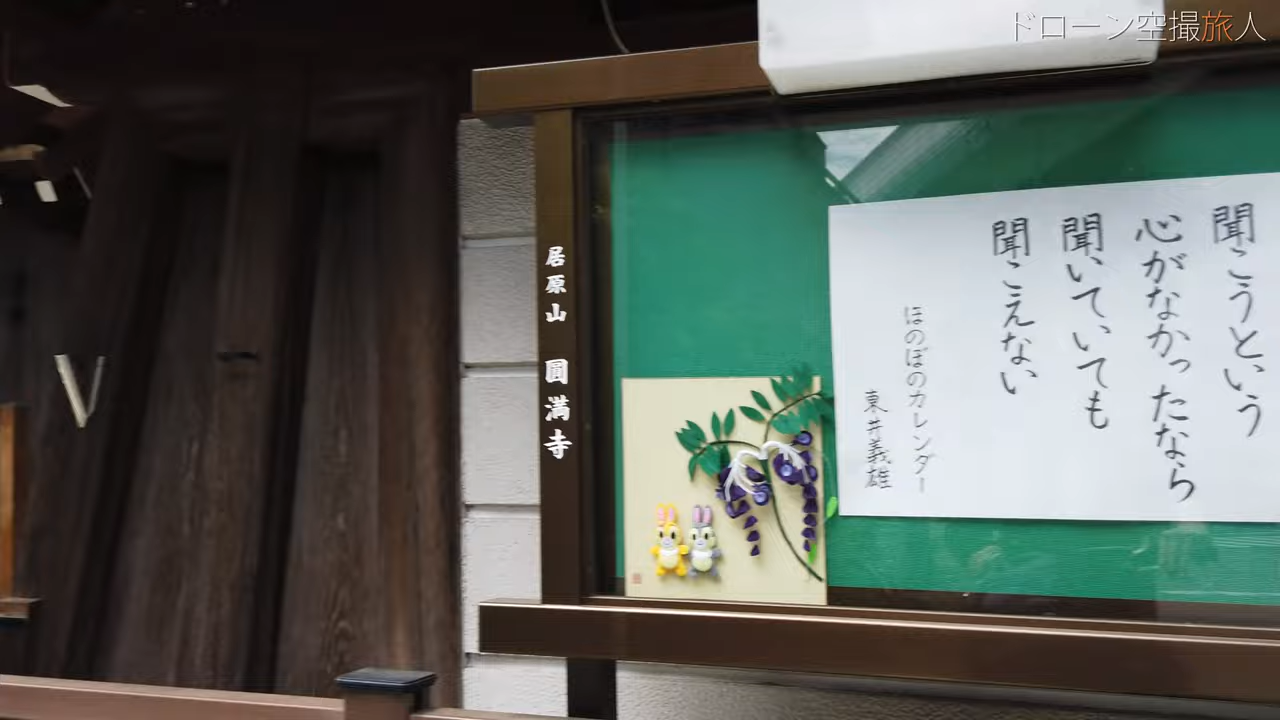 ドローン空撮旅人
聞こうという
心がなかったなら
聞いていても
聞こえない
ほのぼのカレンダー
東井義雄
居原山 圓満寺